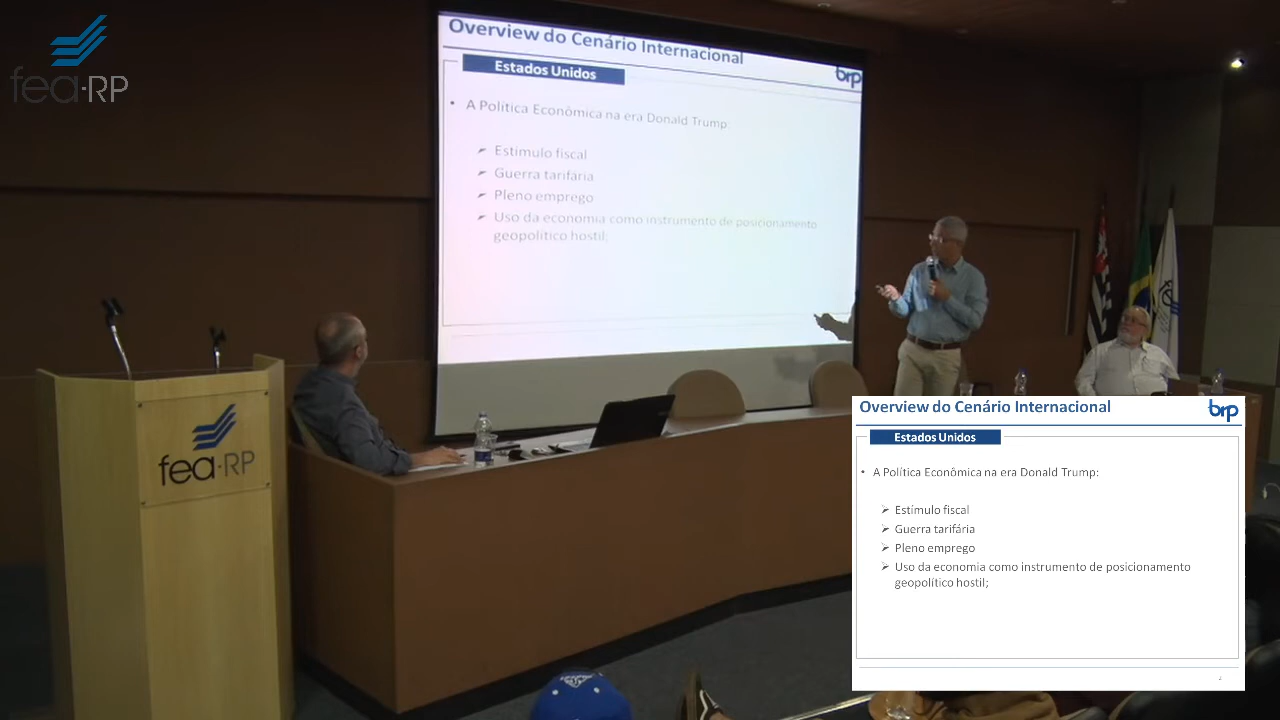 fea-RP
Overview do Cenário Internacional
brp
Estados Unidos
• A Política Econômica na era Donald Trump:
➢ Estimulo fiscal
➢ Guerra tarifária
➢ Pleno emprego
➢ Uso da economia como instrumento de posicionamento
geopolítico hostil;
fea-RP
Overview do Cenário Internacional
brp
Estados Unidos
• A Política Econômica na era Donald Trump:
➢ Estímulo fiscal
➢ Guerra tarifária
➢ Pleno emprego
➢ Uso da economia como instrumento de posicionamento
geopolítico hostil;